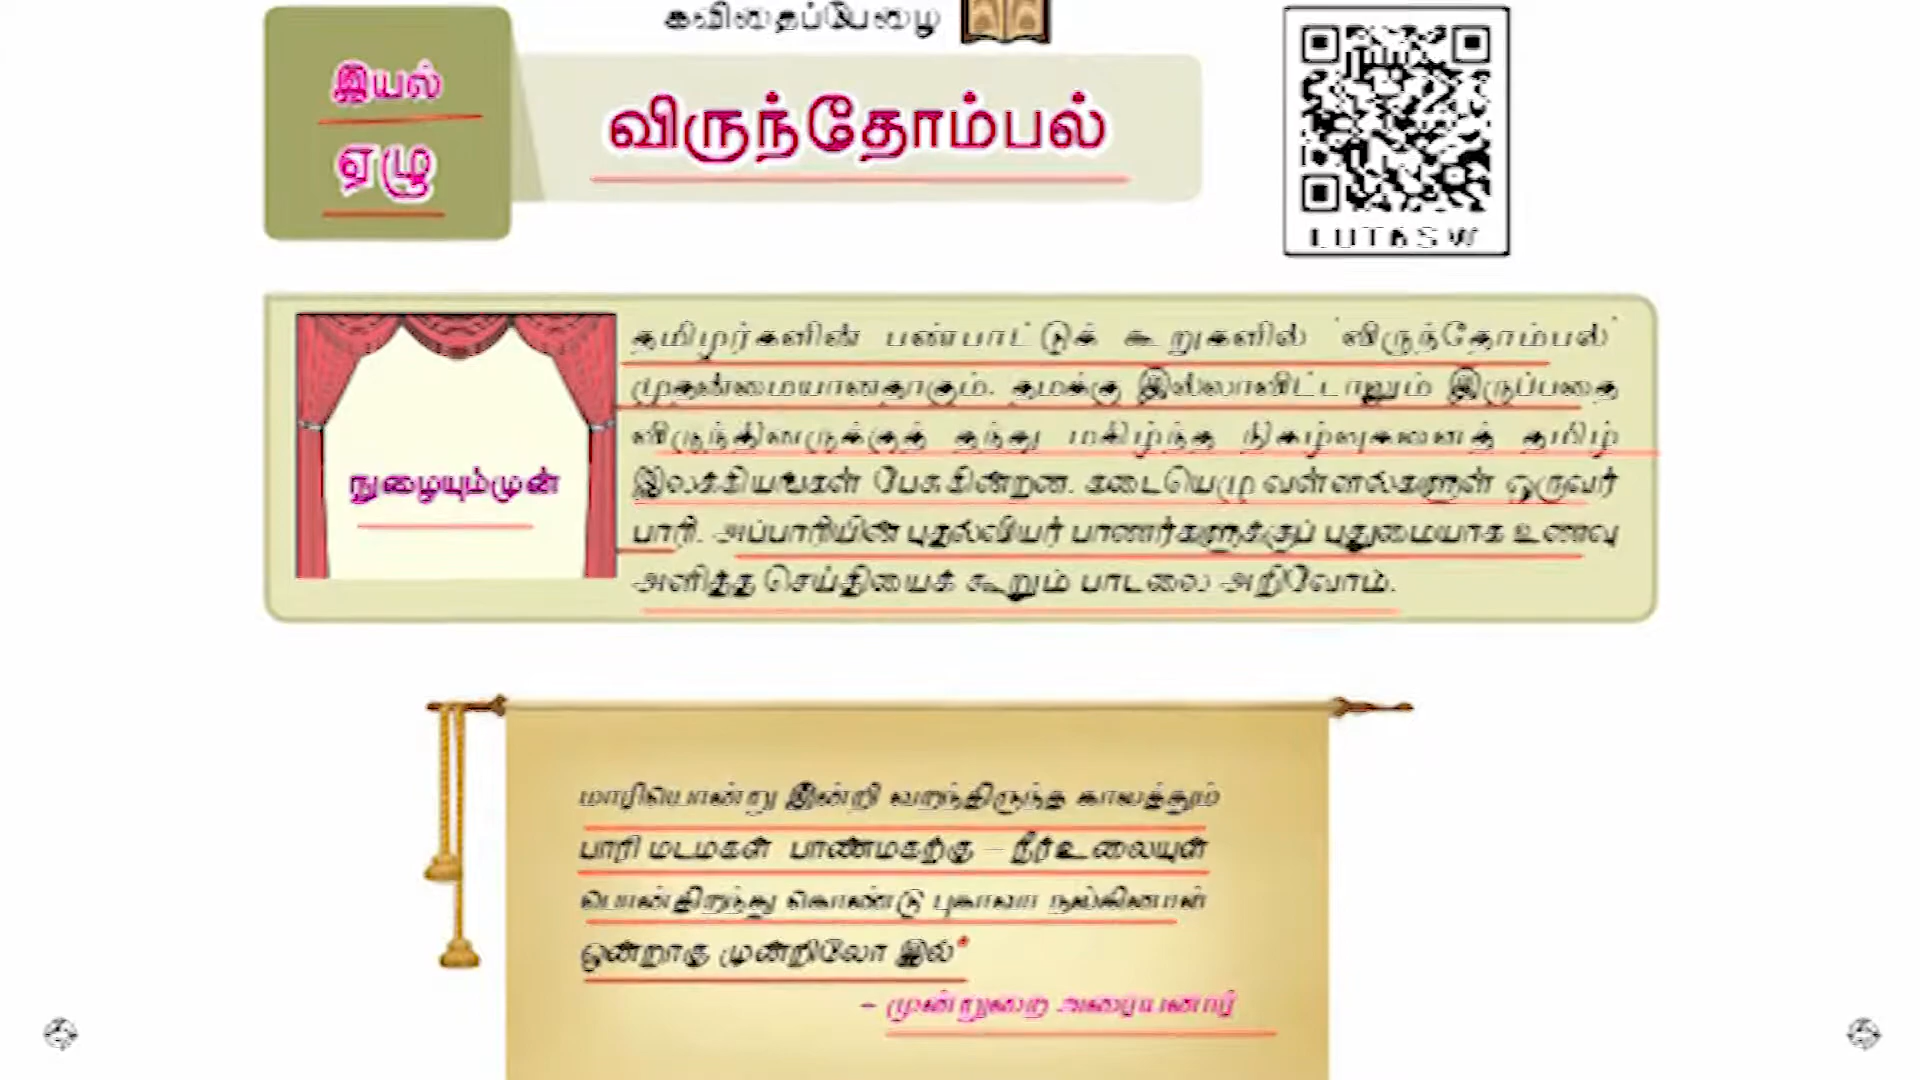 கவிதைப்பேழை
இயல்
ஏழு
விருந்தோம்பல்
LUT6SW
நுழையும்முன்
தமிழர்களின் பண்பாட்டுக் கூறுகளில் 'விருந்தோம்பல்'
முதன்மையானதாகும். தமக்கு இல்லாவிட்டாலும் இருப்பதை
விருந்தினருக்குத் தந்து மகிழ்ந்த நிகழ்வுகளைத் தமிழ்
இலக்கியங்கள் பேசுகின்றன. கடையெழு வள்ளல்களுள் ஒருவர்
பாரி. அப்பாரியின் புதல்வியர் பாணர்களுக்குப் புதுமையாக உணவு
அளித்த செய்தியைக் கூறும் பாடலை அறிவோம்.
மாரியொன்று இன்றி வறந்திருந்த காலத்தும்
பாரி மடமகள் பாண்மகற்கு – நீர்உலையுள்
பொன்திறந்து கொண்டு புகாவா நல்கினாள்
ஒன்றாகு முன்றிலோ இல்*
– முன்றுறை அரையனார்